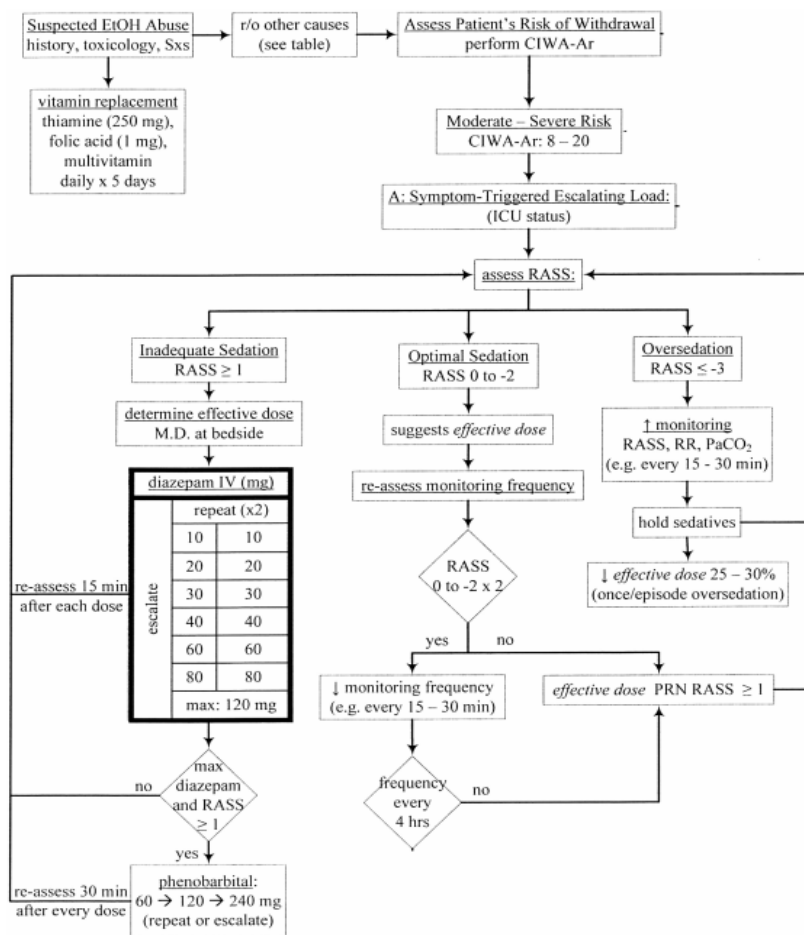 Suspected EtOH Abuse
history, toxicology, Sxs
r/o other causes
(see table)
Assess Patient's Risk of Withdrawal
perform CIWA-Ar
vitamin replacement
thiamine (250 mg),
folic acid (1 mg),
multivitamin
daily x 5 days
Moderate – Severe Risk
CIWA-Ar: 8 – 20
A: Symptom-Triggered Escalating Load:
(ICU status)
assess RASS:
Inadequate Sedation
RASS ≥ 1
determine effective dose
M.D. at bedside
diazepam IV (mg)
escalate
repeat (x2)
10 10
20 20
30 30
40 40
60 60
80 80
max: 120 mg
re-assess 15 min
after each dose
max
diazepam
and RASS
≥ 1
no
yes
phenobarbital:
60 → 120 → 240 mg
(repeat or escalate)
re-assess 30 min
after every dose
Optimal Sedation
RASS 0 to -2
suggests effective dose
re-assess monitoring frequency
RASS
0 to -2 x 2
yes
no
↓ monitoring frequency
(e.g. every 15 – 30 min)
frequency
every
4 hrs
no
effective dose PRN RASS ≥ 1
Oversedation
RASS ≤ -3
↑ monitoring
RASS, RR, PaCO₂
(e.g. every 15 - 30 min)
hold sedatives
↓ effective dose 25 – 30%
(once/episode oversedation)